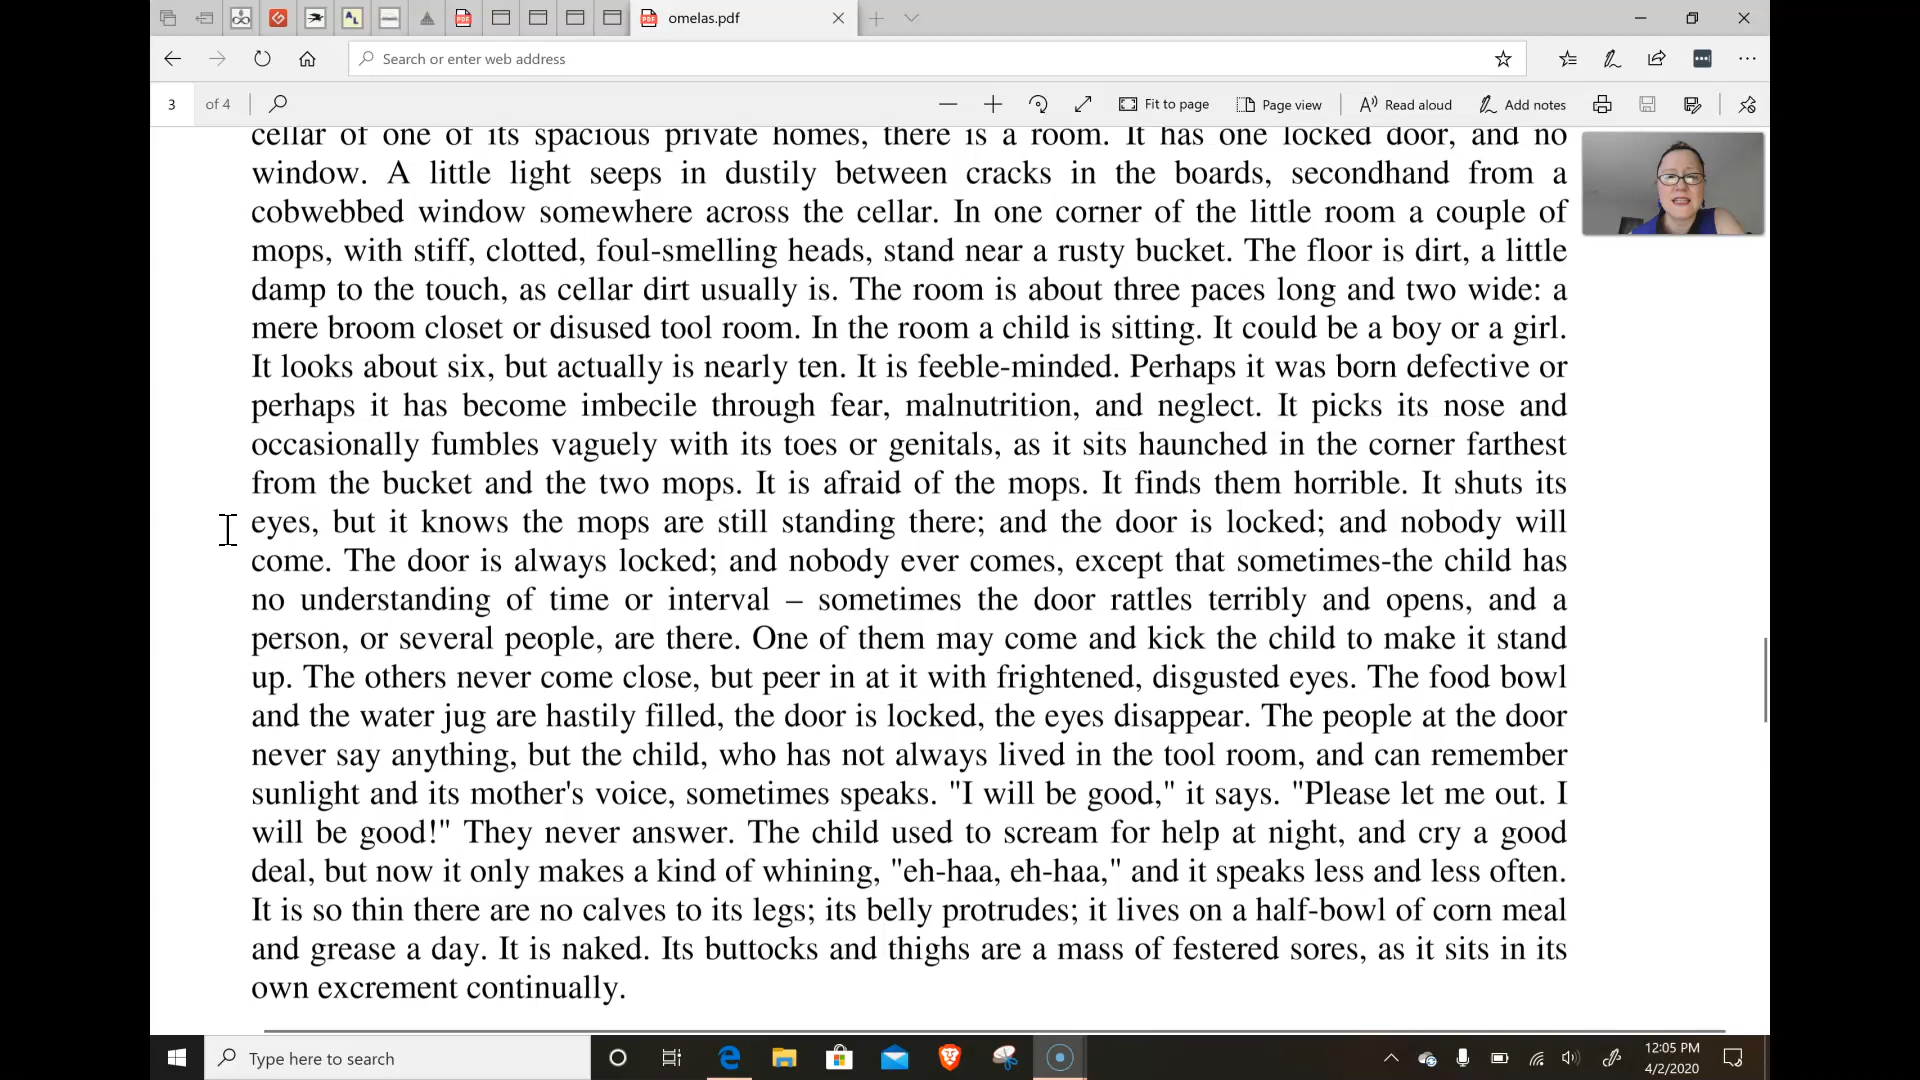 omelas.pdf
Search or enter web address
3 of 4 Fit to page Page view Read aloud Add notes
cellar of one of its spacious private homes, there is a room. It has one locked door, and no
window. A little light seeps in dustily between cracks in the boards, secondhand from a
cobwebbed window somewhere across the cellar. In one corner of the little room a couple of
mops, with stiff, clotted, foul-smelling heads, stand near a rusty bucket. The floor is dirt, a little
damp to the touch, as cellar dirt usually is. The room is about three paces long and two wide: a
mere broom closet or disused tool room. In the room a child is sitting. It could be a boy or a girl.
It looks about six, but actually is nearly ten. It is feeble-minded. Perhaps it was born defective or
perhaps it has become imbecile through fear, malnutrition, and neglect. It picks its nose and
occasionally fumbles vaguely with its toes or genitals, as it sits haunched in the corner farthest
from the bucket and the two mops. It is afraid of the mops. It finds them horrible. It shuts its
eyes, but it knows the mops are still standing there; and the door is locked; and nobody will
come. The door is always locked; and nobody ever comes, except that sometimes-the child has
no understanding of time or interval – sometimes the door rattles terribly and opens, and a
person, or several people, are there. One of them may come and kick the child to make it stand
up. The others never come close, but peer in at it with frightened, disgusted eyes. The food bowl
and the water jug are hastily filled, the door is locked, the eyes disappear. The people at the door
never say anything, but the child, who has not always lived in the tool room, and can remember
sunlight and its mother's voice, sometimes speaks. "I will be good," it says. "Please let me out. I
will be good!" They never answer. The child used to scream for help at night, and cry a good
deal, but now it only makes a kind of whining, "eh-haa, eh-haa," and it speaks less and less often.
It is so thin there are no calves to its legs; its belly protrudes; it lives on a half-bowl of corn meal
and grease a day. It is naked. Its buttocks and thighs are a mass of festered sores, as it sits in its
own excrement continually.
Type here to search
12:05 PM
4/2/2020